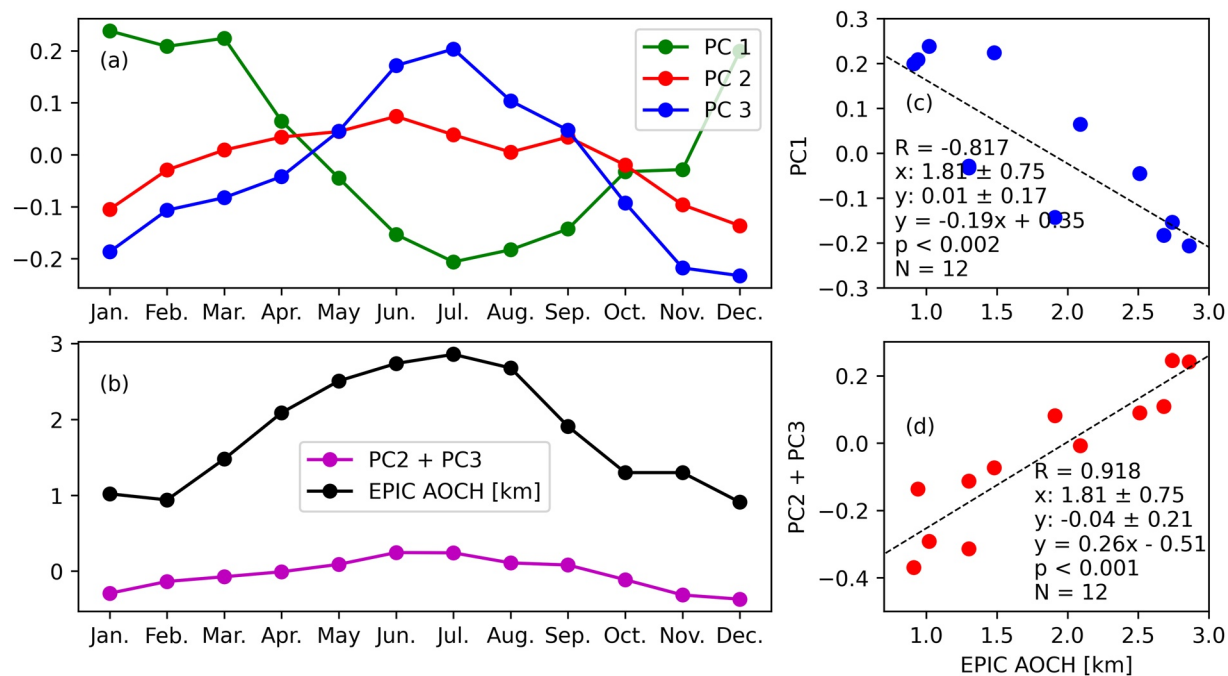 0.2
0.1
0.0
−0.1
−0.2
(a)
PC 1
PC 2
PC 3
Jan. Feb. Mar. Apr. May Jun. Jul. Aug. Sep. Oct. Nov. Dec.
3
2
1
0
(b)
PC2 + PC3
EPIC AOCH [km]
Jan. Feb. Mar. Apr. May Jun. Jul. Aug. Sep. Oct. Nov. Dec.
PC1
0.3
0.2
0.1
0.0
−0.1
−0.2
−0.3
(c)
R = -0.817
x: 1.81 ± 0.75
y: 0.01 ± 0.17
y = -0.19x + 0.35
p < 0.002
N = 12
1.0 1.5 2.0 2.5 3.0
PC2 + PC3
0.2
0.0
−0.2
−0.4
(d)
R = 0.918
x: 1.81 ± 0.75
y: -0.04 ± 0.21
y = 0.26x - 0.51
p < 0.001
N = 12
1.0 1.5 2.0 2.5 3.0
EPIC AOCH [km]